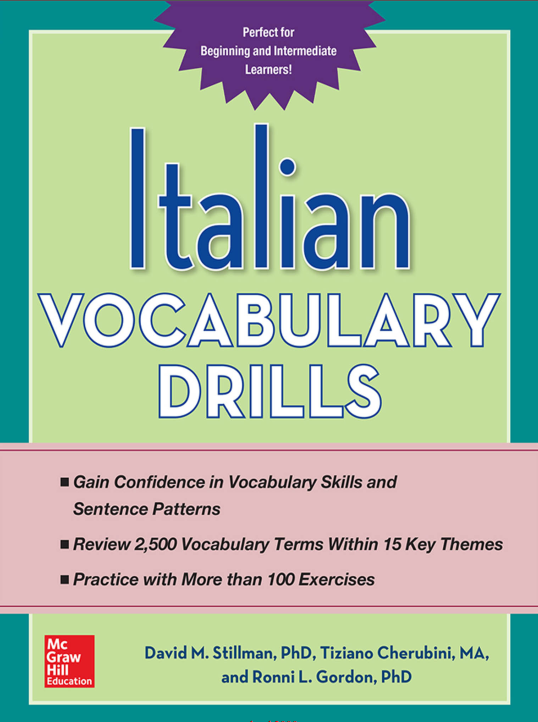 Perfect for
Beginning and Intermediate
Learners!
Italian
VOCABULARY
DRILLS
■ Gain Confidence in Vocabulary Skills and
Sentence Patterns
■ Review 2,500 Vocabulary Terms Within 15 Key Themes
■ Practice with More than 100 Exercises
Mc
Graw
Hill
Education
David M. Stillman, PhD, Tiziano Cherubini, MA,
and Ronni L. Gordon, PhD